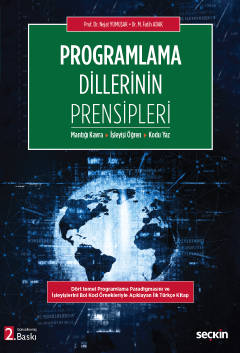 Prof. Dr. Nejat YUMUŞAK • Dr. M. Fatih ADAK
PROGRAMLAMA
DİLLERİNİN
PRENSİPLERİ
Mantığı Kavra • İşleyişi Öğren • Kodu Yaz
Dört Temel Programlama Paradigmasını ve
İşleyişlerini Bol Kod Örnekleriyle Açıklayan İlk Türkçe Kitap
2. Baskı
seçkin